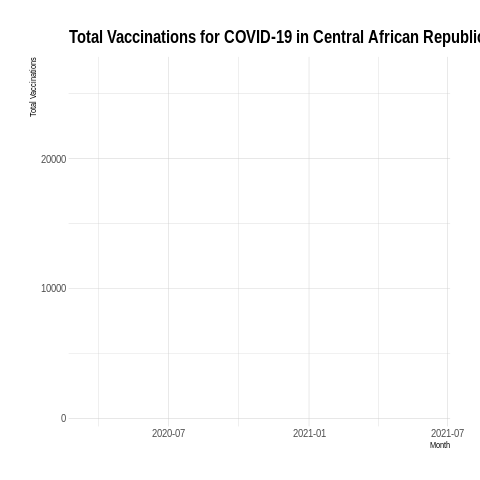 Total Vaccinations for COVID-19 in Central African Republic
Total Vaccinations
20000
10000
0
2020-07 2021-01 2021-07
Month